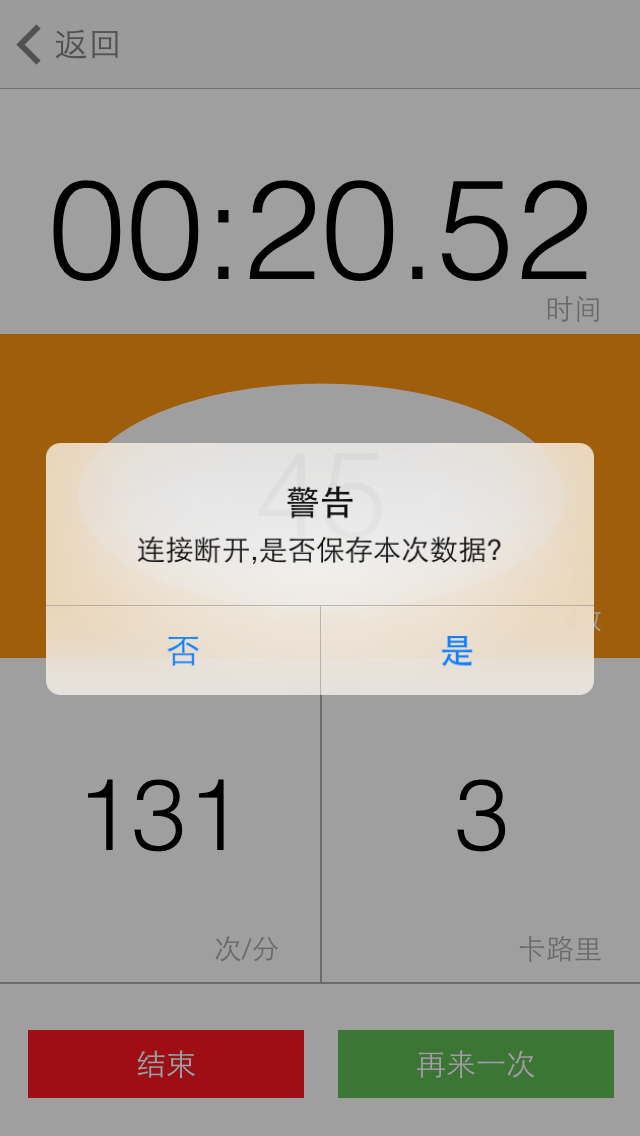 返回
00:20.52
时间
45
警告
连接断开,是否保存本次数据?
否
是
131
3
次/分
卡路里
结束
再来一次